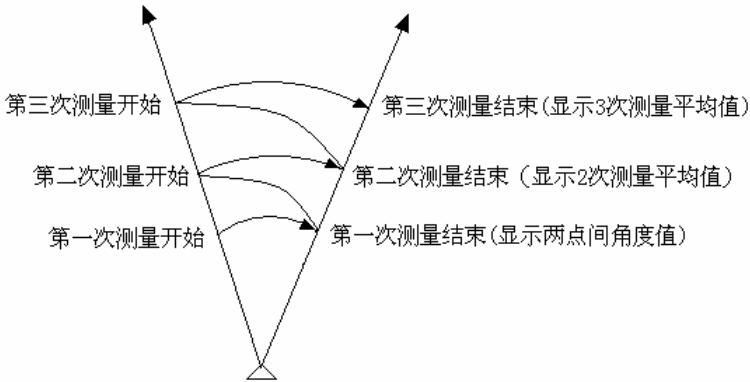 第三次测量开始
第三次测量结束(显示3次测量平均值)
第二次测量开始
第二次测量结束（显示2次测量平均值)
第一次测量开始
第一次测量结束(显示两点间角度值)